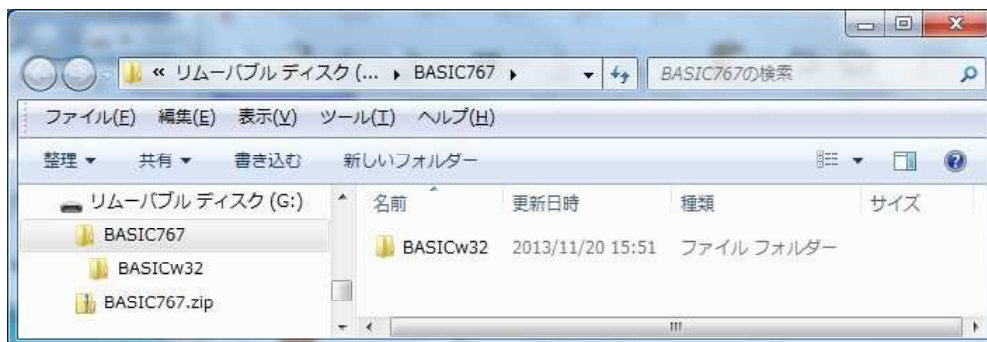 « リムーバブル ディスク (... ▸ BASIC767 ▸ BASIC767の検索
ファイル(F) 編集(E) 表示(V) ツール(T) ヘルプ(H)
整理 ▼ 共有 ▼ 書き込む 新しいフォルダー
リムーバブル ディスク (G:)
BASIC767
BASICw32
BASIC767.zip
名前 更新日時 種類 サイズ
BASICw32 2013/11/20 15:51 ファイル フォルダー